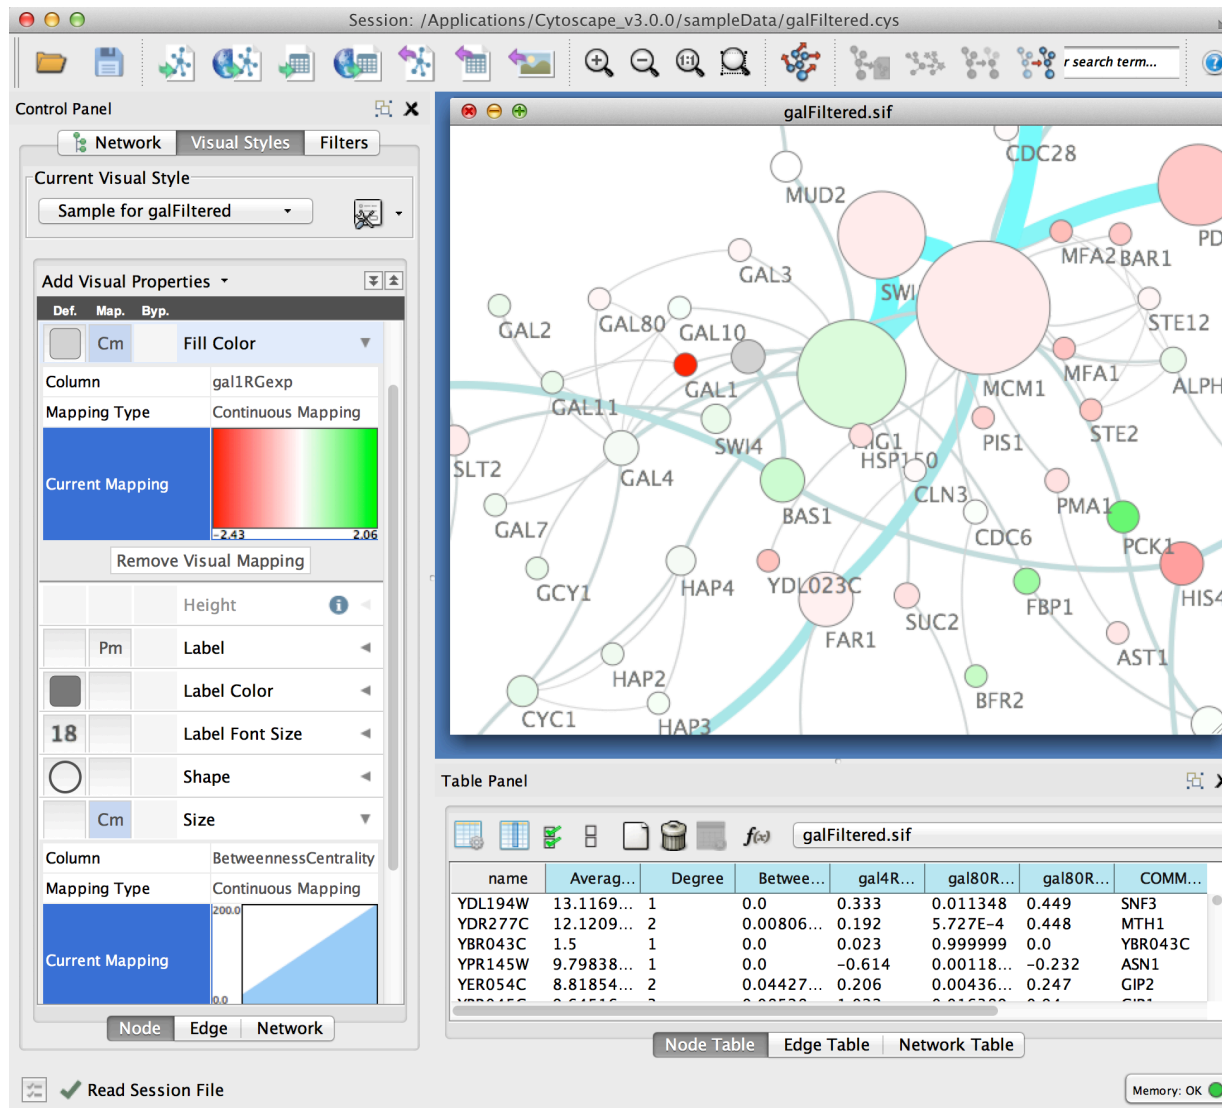 Session: /Applications/Cytoscape_v3.0.0/sampleData/galFiltered.cys
1:1
r search term...
?
Control Panel
Network
Visual Styles
Filters
Current Visual Style
Sample for galFiltered
Add Visual Properties
Def. Map. Byp.
Cm Fill Color
Column gal1RGexp
Mapping Type Continuous Mapping
Current Mapping
-2.43 2.06
Remove Visual Mapping
Height i
Pm Label
Label Color
18 Label Font Size
Shape
Cm Size
Column BetweennessCentrality
Mapping Type Continuous Mapping
200.0
Current Mapping
0.0
Node Edge Network
Read Session File
galFiltered.sif
CDC28
MUD2
PD
MFA2
BAR1
GAL3
SWI
GAL2
GAL80
GAL10
STE12
GAL1
MFA1
ALPH
MCM1
GAL11
SWI4
PIS1
STE2
SLT2
HSP150
GAL4
CLN3
PMA1
BAS1
GAL7
CDC6
PCK1
GCY1
HAP4
YDL023C
FBP1
HIS4
SUC2
FAR1
AST1
HAP2
BFR2
CYC1
HAP3
Table Panel
f(x) galFiltered.sif
name Averag... Degree Betwee... gal4R... gal80R... gal80R... COMM...
YDL194W 13.1169... 1 0.0 0.333 0.011348 0.449 SNF3
YDR277C 12.1209... 2 0.00806... 0.192 5.727E-4 0.448 MTH1
YBR043C 1.5 1 0.0 0.023 0.999999 0.0 YBR043C
YPR145W 9.79838... 1 0.0 -0.614 0.00118... -0.232 ASN1
YER054C 8.81854... 2 0.04427... 0.206 0.00436... 0.247 GIP2
Node Table Edge Table Network Table
Memory: OK